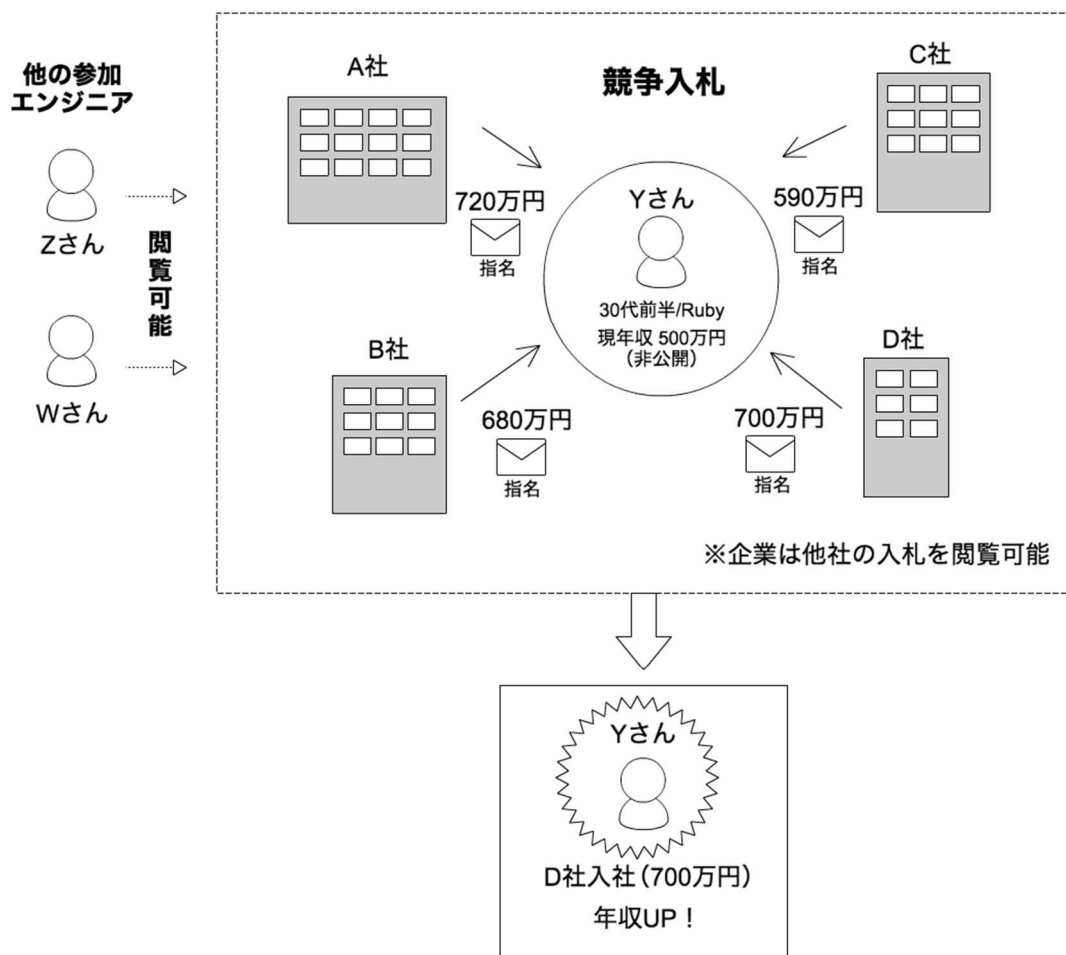 他の参加
エンジニア
Zさん
Wさん
閲覧可能
競争入札
A社
720万円
指名
C社
590万円
指名
Yさん
30代前半/Ruby
現年収 500万円
（非公開）
B社
680万円
指名
D社
700万円
指名
※企業は他社の入札を閲覧可能
Yさん
D社入社（700万円）
年収UP！